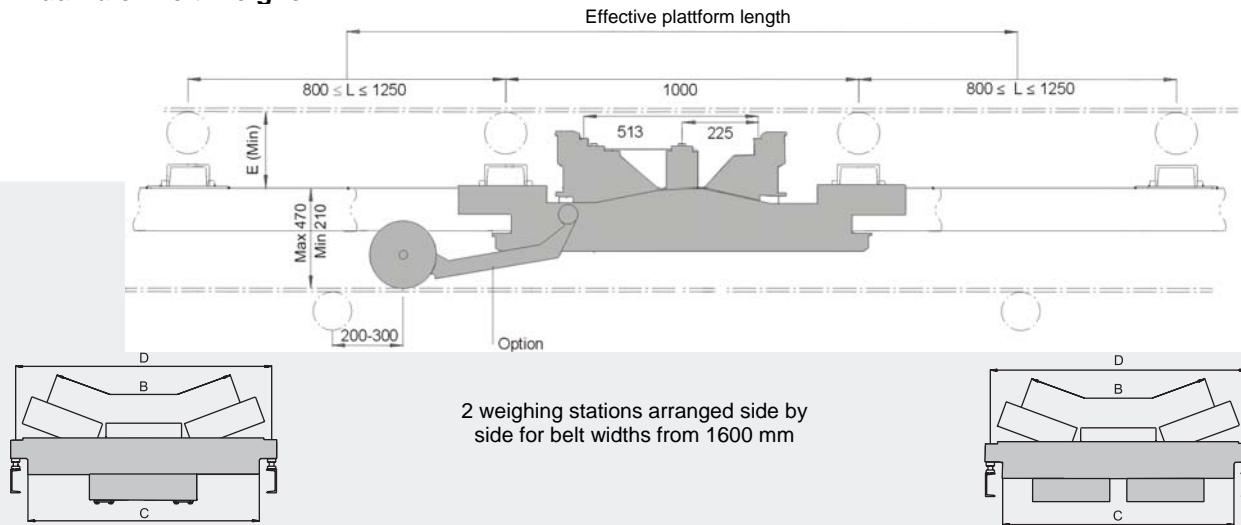 Effective plattform length
800 ≤ L ≤ 1250
1000
800 ≤ L ≤ 1250
513
225
E (Min)
Max 470
Min 210
200-300
Option
D
B
C
2 weighing stations arranged side by
side for belt widths from 1600 mm
D
B
C